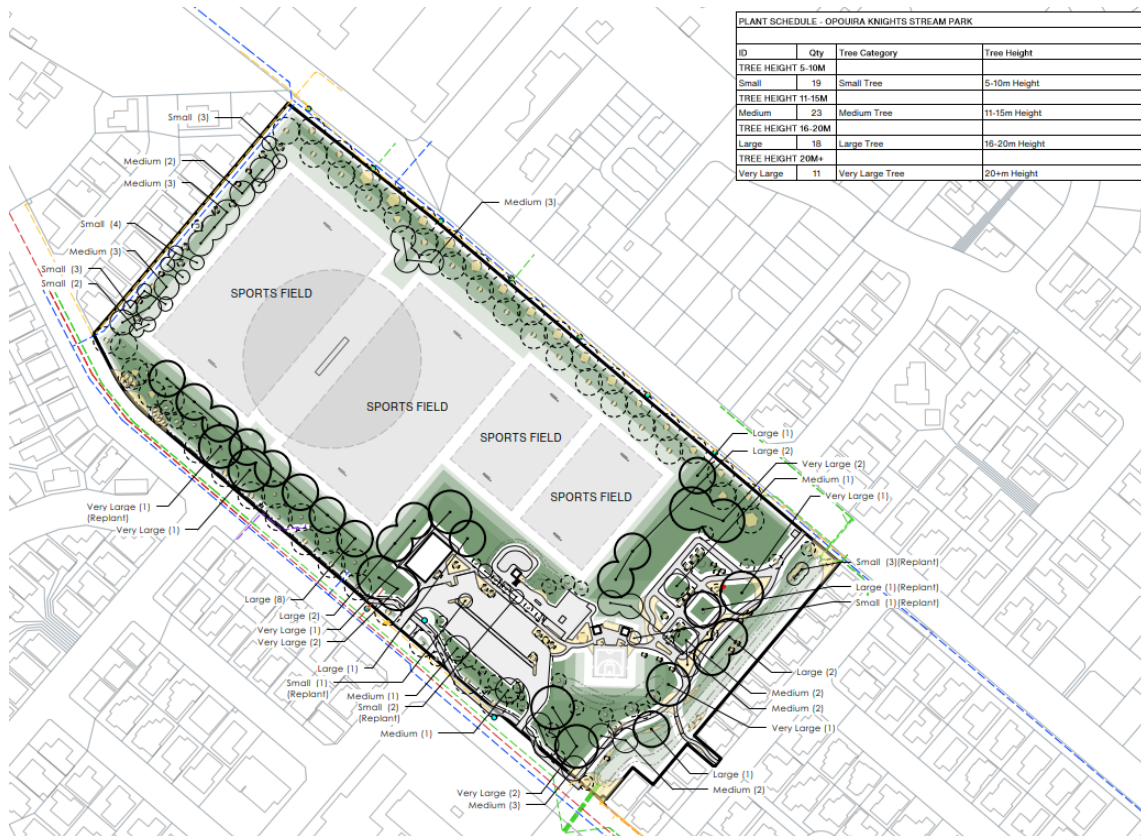 PLANT SCHEDULE - OPOUIRA KNIGHTS STREAM PARK
ID Qty Tree Category Tree Height
TREE HEIGHT 5-10M
Small 19 Small Tree 5-10m Height
TREE HEIGHT 11-15M
Medium 23 Medium Tree 11-15m Height
TREE HEIGHT 16-20M
Large 18 Large Tree 16-20m Height
TREE HEIGHT 20M+
Very Large 11 Very Large Tree 20+m Height
Small (3)
Medium (2)
Medium (3)
Small (4)
Medium (3)
Small (3)
Small (2)
Medium (3)
SPORTS FIELD
SPORTS FIELD
SPORTS FIELD
SPORTS FIELD
Very Large (1)
(Replant)
Very Large (1)
Large (8)
Large (2)
Very Large (1)
Very Large (2)
Large (1)
Small (1)
(Replant)
Medium (1)
Small (2)
(Replant)
Medium (1)
Very Large (2)
Medium (3)
Large (1)
Large (2)
Very Large (2)
Medium (1)
Very Large (1)
Small (3)(Replant)
Large (1)(Replant)
Small (1)(Replant)
Large (2)
Medium (2)
Medium (2)
Very Large (1)
Large (1)
Medium (2)